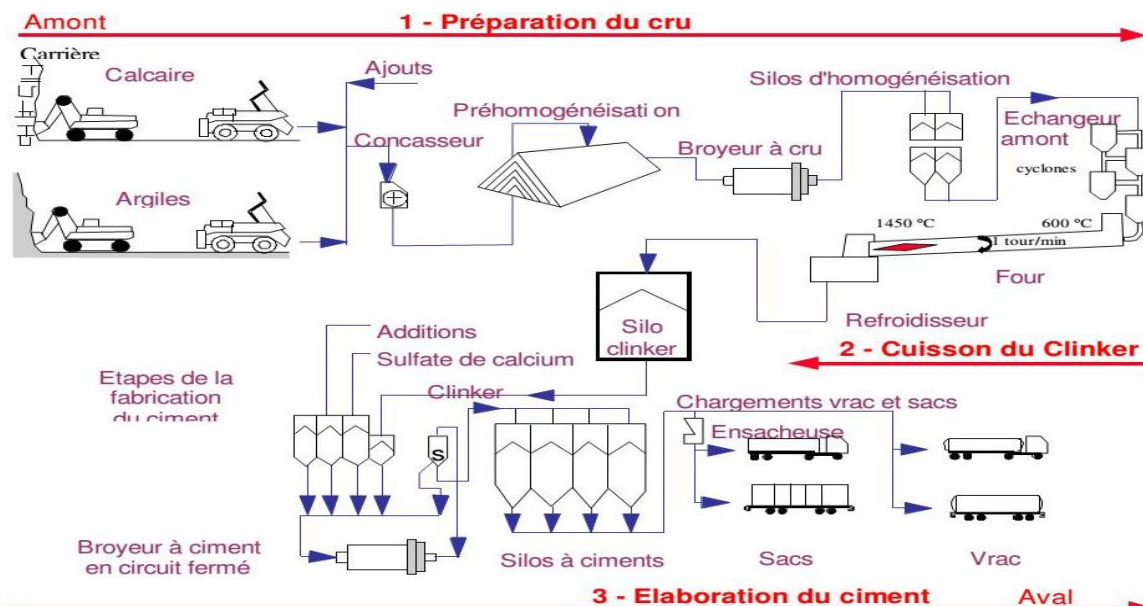 Amont
1 - Préparation du cru
Carrière
Calcaire
Ajouts
Silos d'homogénéisation
Préhomogénéisati on
Concasseur
Broyeur à cru
Echangeur
amont
cyclones
Argiles
1450 °C
600 °C
1 tour/min
Four
Silo
clinker
Refroidisseur
2 - Cuisson du Clinker
Additions
Sulfate de calcium
Clinker
Etapes de la
fabrication
du ciment
Chargements vrac et sacs
Ensacheuse
S
Broyeur à ciment
en circuit fermé
Silos à ciments
Sacs
Vrac
3 - Elaboration du ciment
Aval